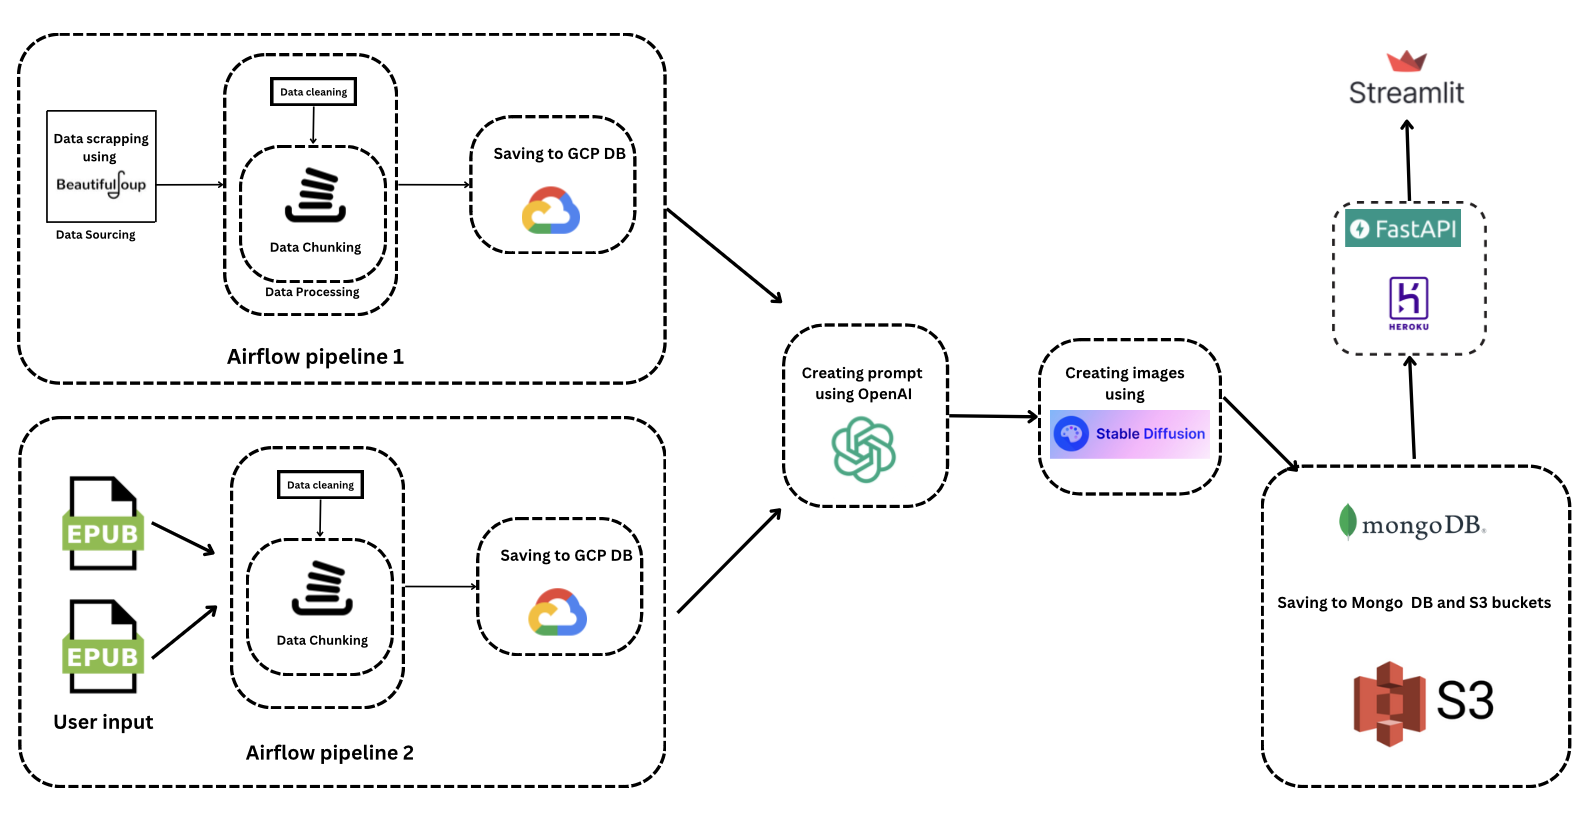 Data scrapping
using
BeautifulSoup
Data Sourcing
Data cleaning
Data Chunking
Data Processing
Saving to GCP DB
Airflow pipeline 1
EPUB
EPUB
User input
Data cleaning
Data Chunking
Saving to GCP DB
Airflow pipeline 2
Creating prompt
using OpenAI
Creating images
using
Stable Diffusion
mongoDB®
Saving to Mongo DB and S3 buckets
S3
FastAPI
HEROKU
Streamlit